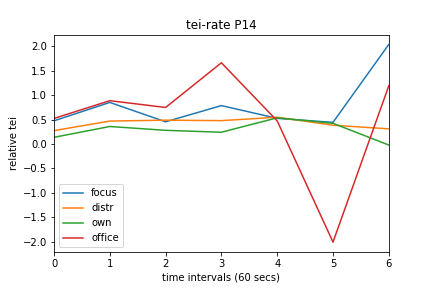 tei-rate P14
relative tei
2.0
1.5
1.0
0.5
0.0
−0.5
−1.0
−1.5
−2.0
focus
distr
own
office
0 1 2 3 4 5 6
time intervals (60 secs)